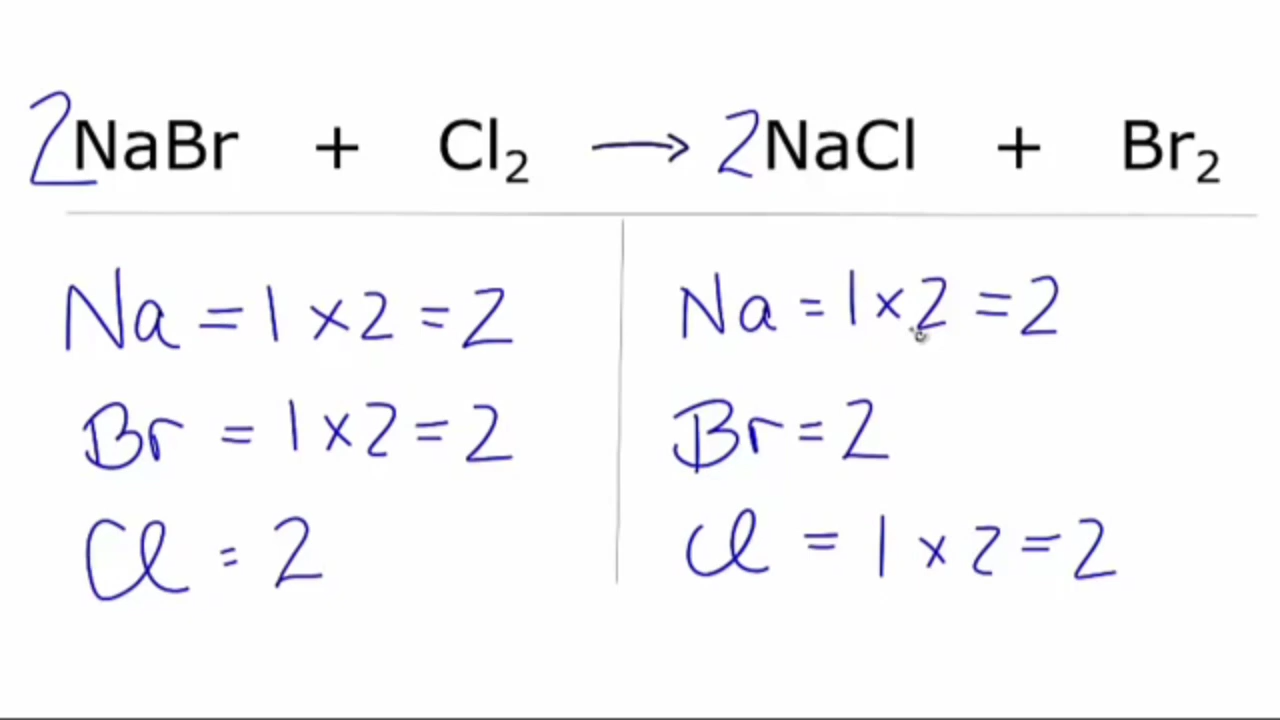 2NaBr + Cl₂ → 2NaCl + Br₂
Na = 1 x 2 = 2
Br = 1 x 2 = 2
Cl = 2
Na = 1 x 2 = 2
Br = 2
Cl = 1 x 2 = 2